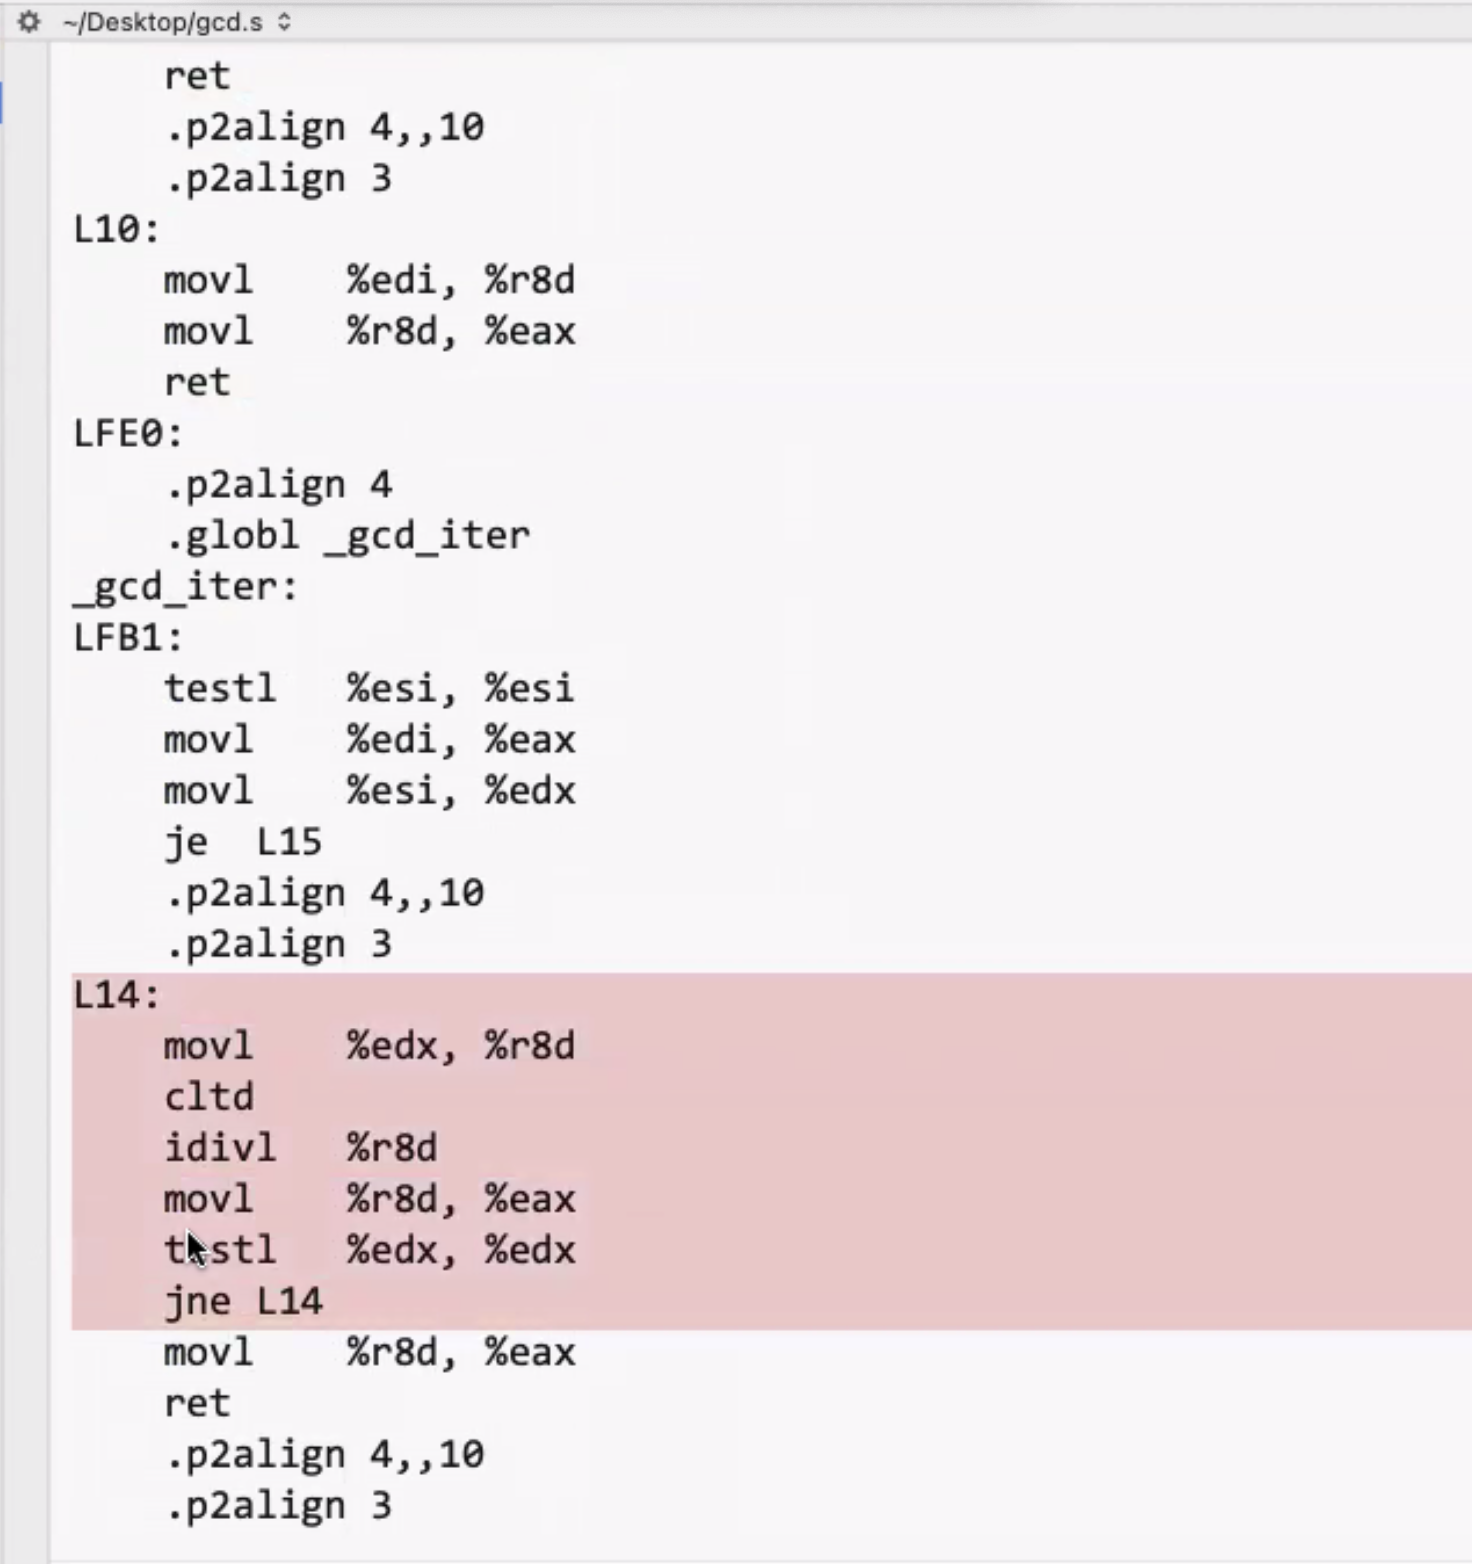 ~/Desktop/gcd.s
ret
.p2align 4,,10
.p2align 3
L10:
movl %edi, %r8d
movl %r8d, %eax
ret
LFE0:
.p2align 4
.globl _gcd_iter
_gcd_iter:
LFB1:
testl %esi, %esi
movl %edi, %eax
movl %esi, %edx
je L15
.p2align 4,,10
.p2align 3
L14:
movl %edx, %r8d
cltd
idivl %r8d
movl %r8d, %eax
testl %edx, %edx
jne L14
movl %r8d, %eax
ret
.p2align 4,,10
.p2align 3